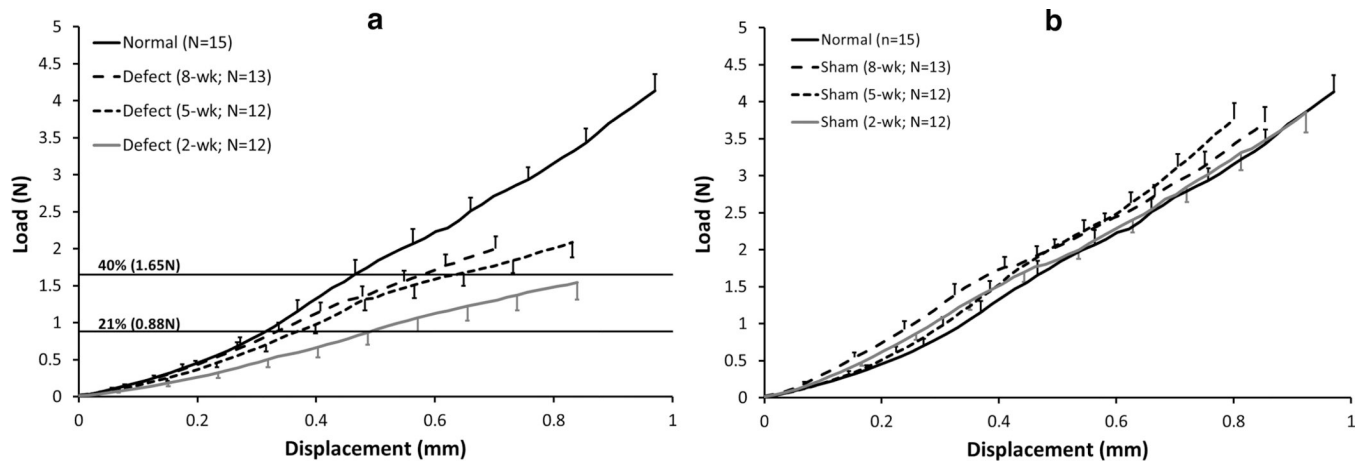 a
Load (N)
5
4.5
4
3.5
3
2.5
2
1.5
1
0.5
0
Normal (N=15)
Defect (8-wk; N=13)
Defect (5-wk; N=12)
Defect (2-wk; N=12)
40% (1.65N)
21% (0.88N)
0 0.2 0.4 0.6 0.8 1
Displacement (mm)
b
Load (N)
5
4.5
4
3.5
3
2.5
2
1.5
1
0.5
0
Normal (n=15)
Sham (8-wk; N=13)
Sham (5-wk; N=12)
Sham (2-wk; N=12)
0 0.2 0.4 0.6 0.8 1
Displacement (mm)